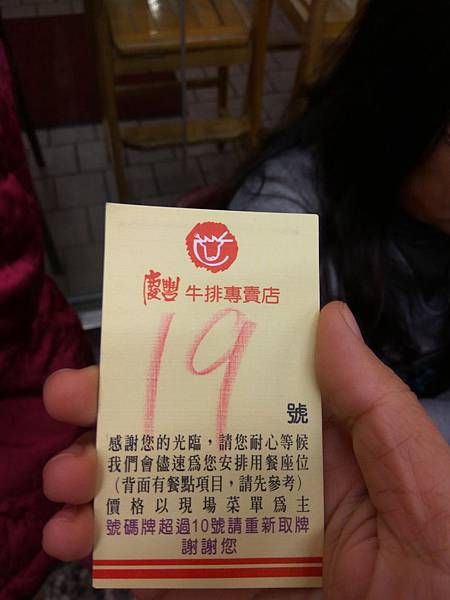 慶豐 牛排專賣店
19
號
感謝您的光臨，請您耐心等候
我們會儘速爲您安排用餐座位
（背面有餐點項目，請先參考）
價格以現場菜單爲主
號碼牌超過10號請重新取牌
謝謝您